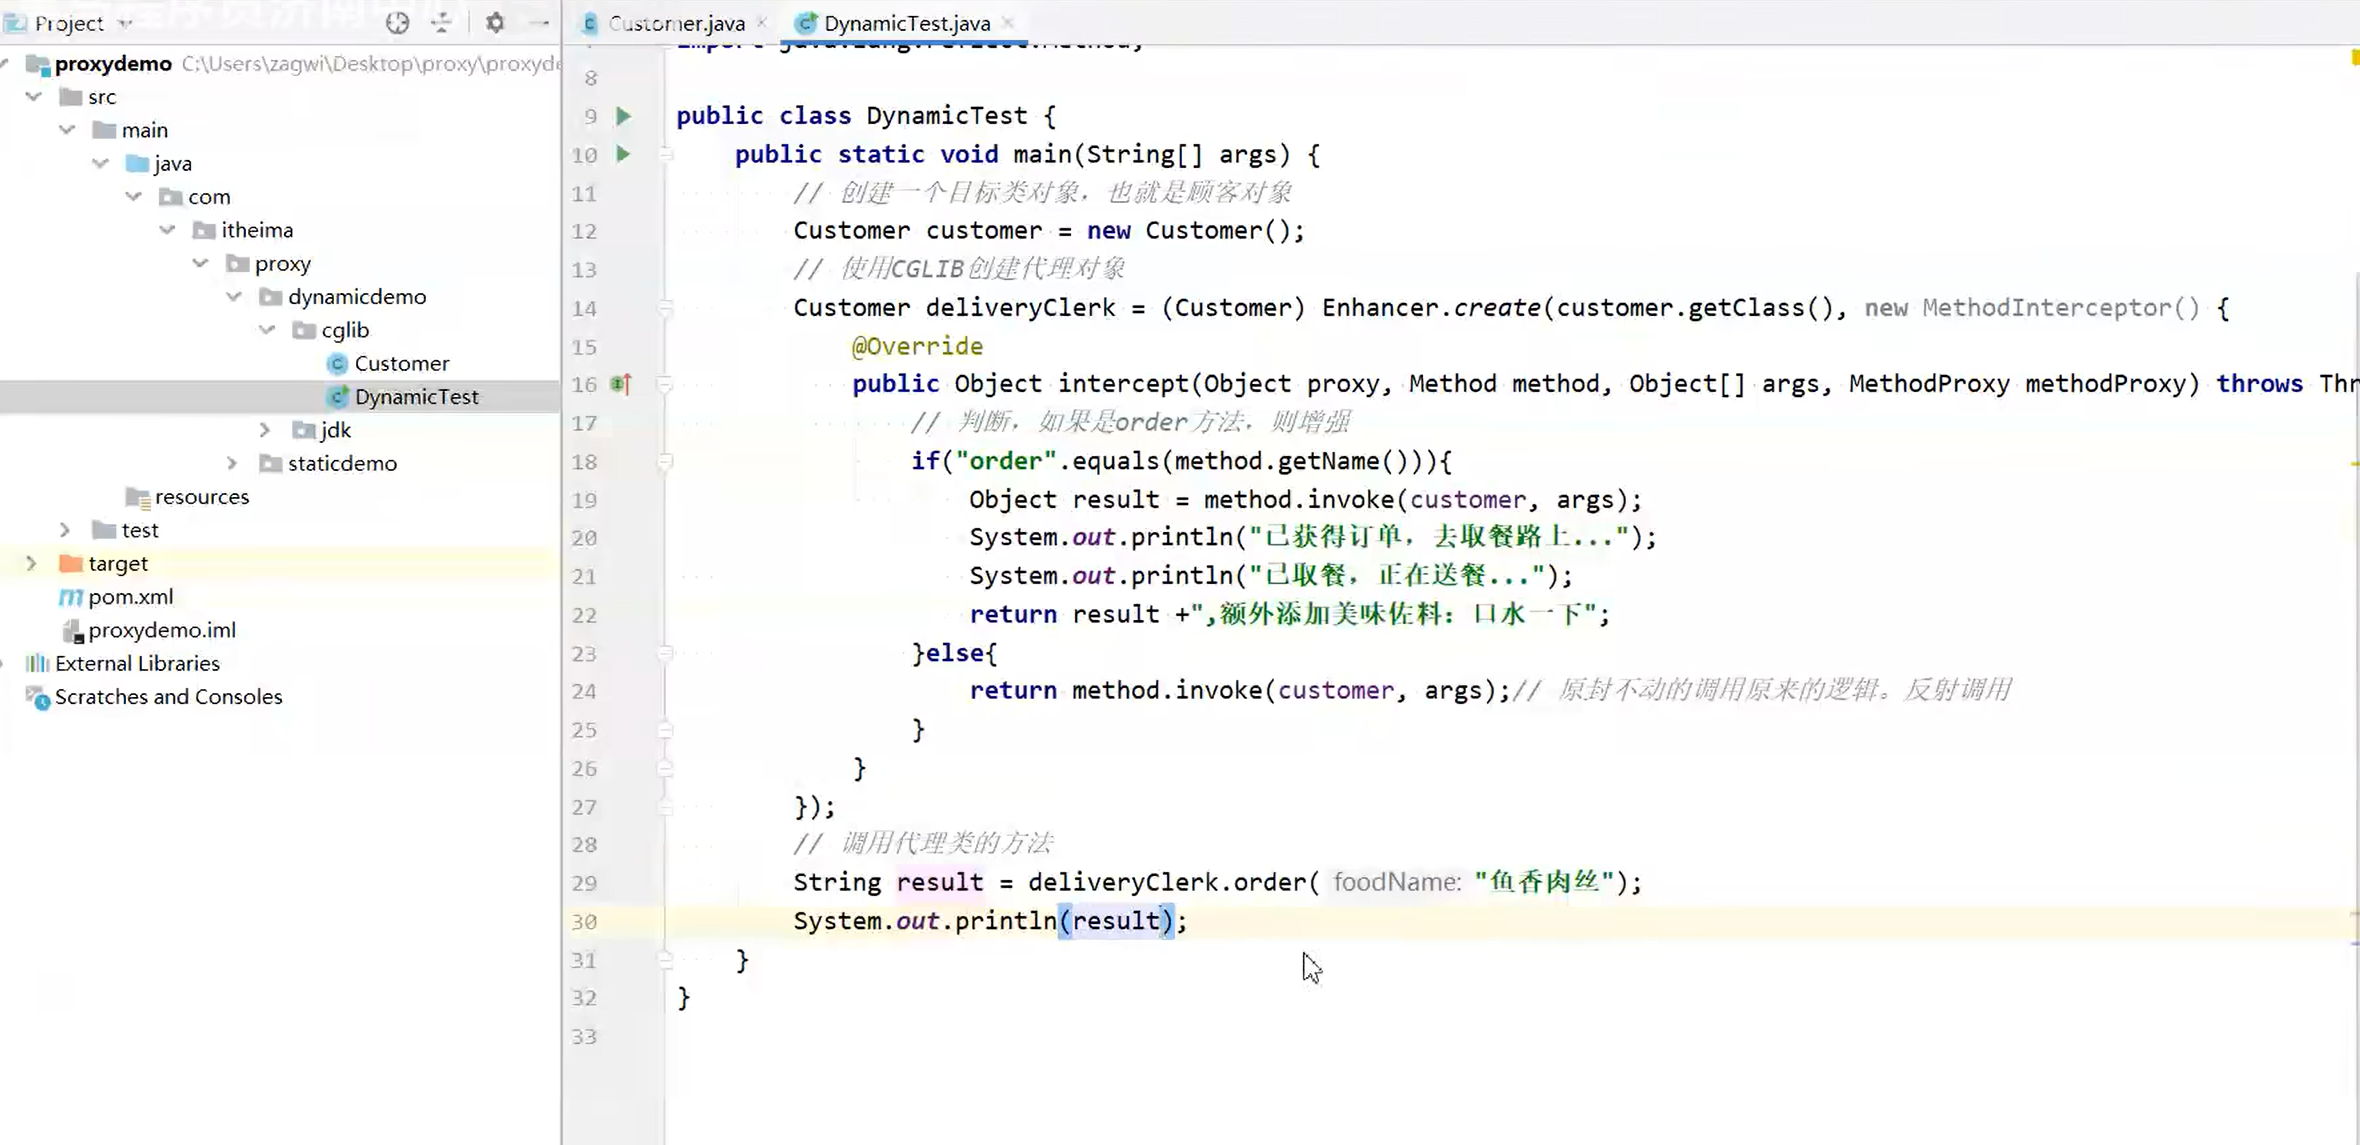 Project
proxydemo C:\Users\zagwi\Desktop\proxy\proxyde
src
main
java
com
itheima
proxy
dynamicdemo
cglib
Customer
DynamicTest
jdk
staticdemo
resources
test
target
pom.xml
proxydemo.iml
External Libraries
Scratches and Consoles
Customer.java
DynamicTest.java
8
9 public class DynamicTest {
10 public static void main(String[] args) {
11 // 创建一个目标类对象，也就是顾客对象
12 Customer customer = new Customer();
13 // 使用CGLIB创建代理对象
14 Customer deliveryClerk = (Customer) Enhancer.create(customer.getClass(), new MethodInterceptor() {
15 @Override
16 public Object intercept(Object proxy, Method method, Object[] args, MethodProxy methodProxy) throws Thr
17 // 判断，如果是order方法，则增强
18 if("order".equals(method.getName())){
19 Object result = method.invoke(customer, args);
20 System.out.println("已获得订单，去取餐路上...");
21 System.out.println("已取餐，正在送餐...");
22 return result +",额外添加美味佐料：口水一下";
23 }else{
24 return method.invoke(customer, args);// 原封不动的调用原来的逻辑。反射调用
25 }
26 }
27 });
28 // 调用代理类的方法
29 String result = deliveryClerk.order( foodName: "鱼香肉丝");
30 System.out.println(result);
31 }
32 }
33